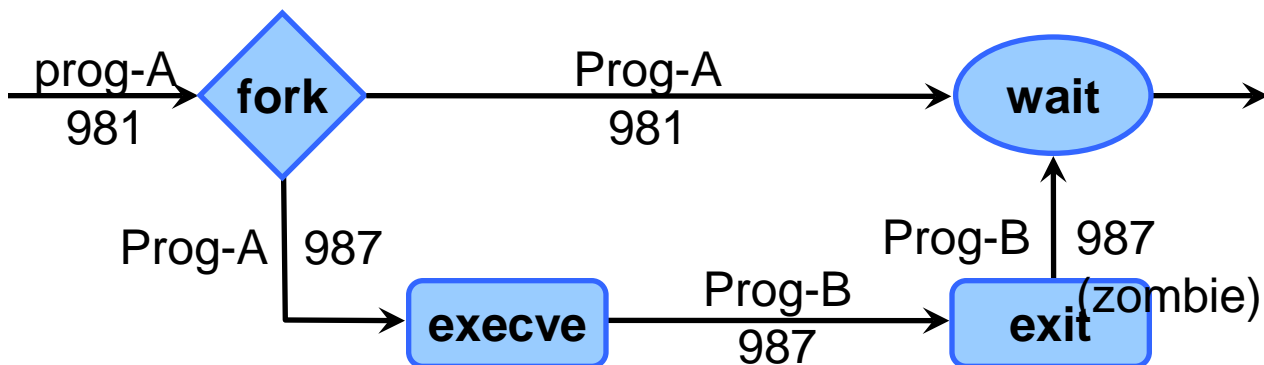 prog-A
981
fork
Prog-A
981
wait
Prog-A 987
execve
Prog-B
987
exit
Prog-B 987
(zombie)